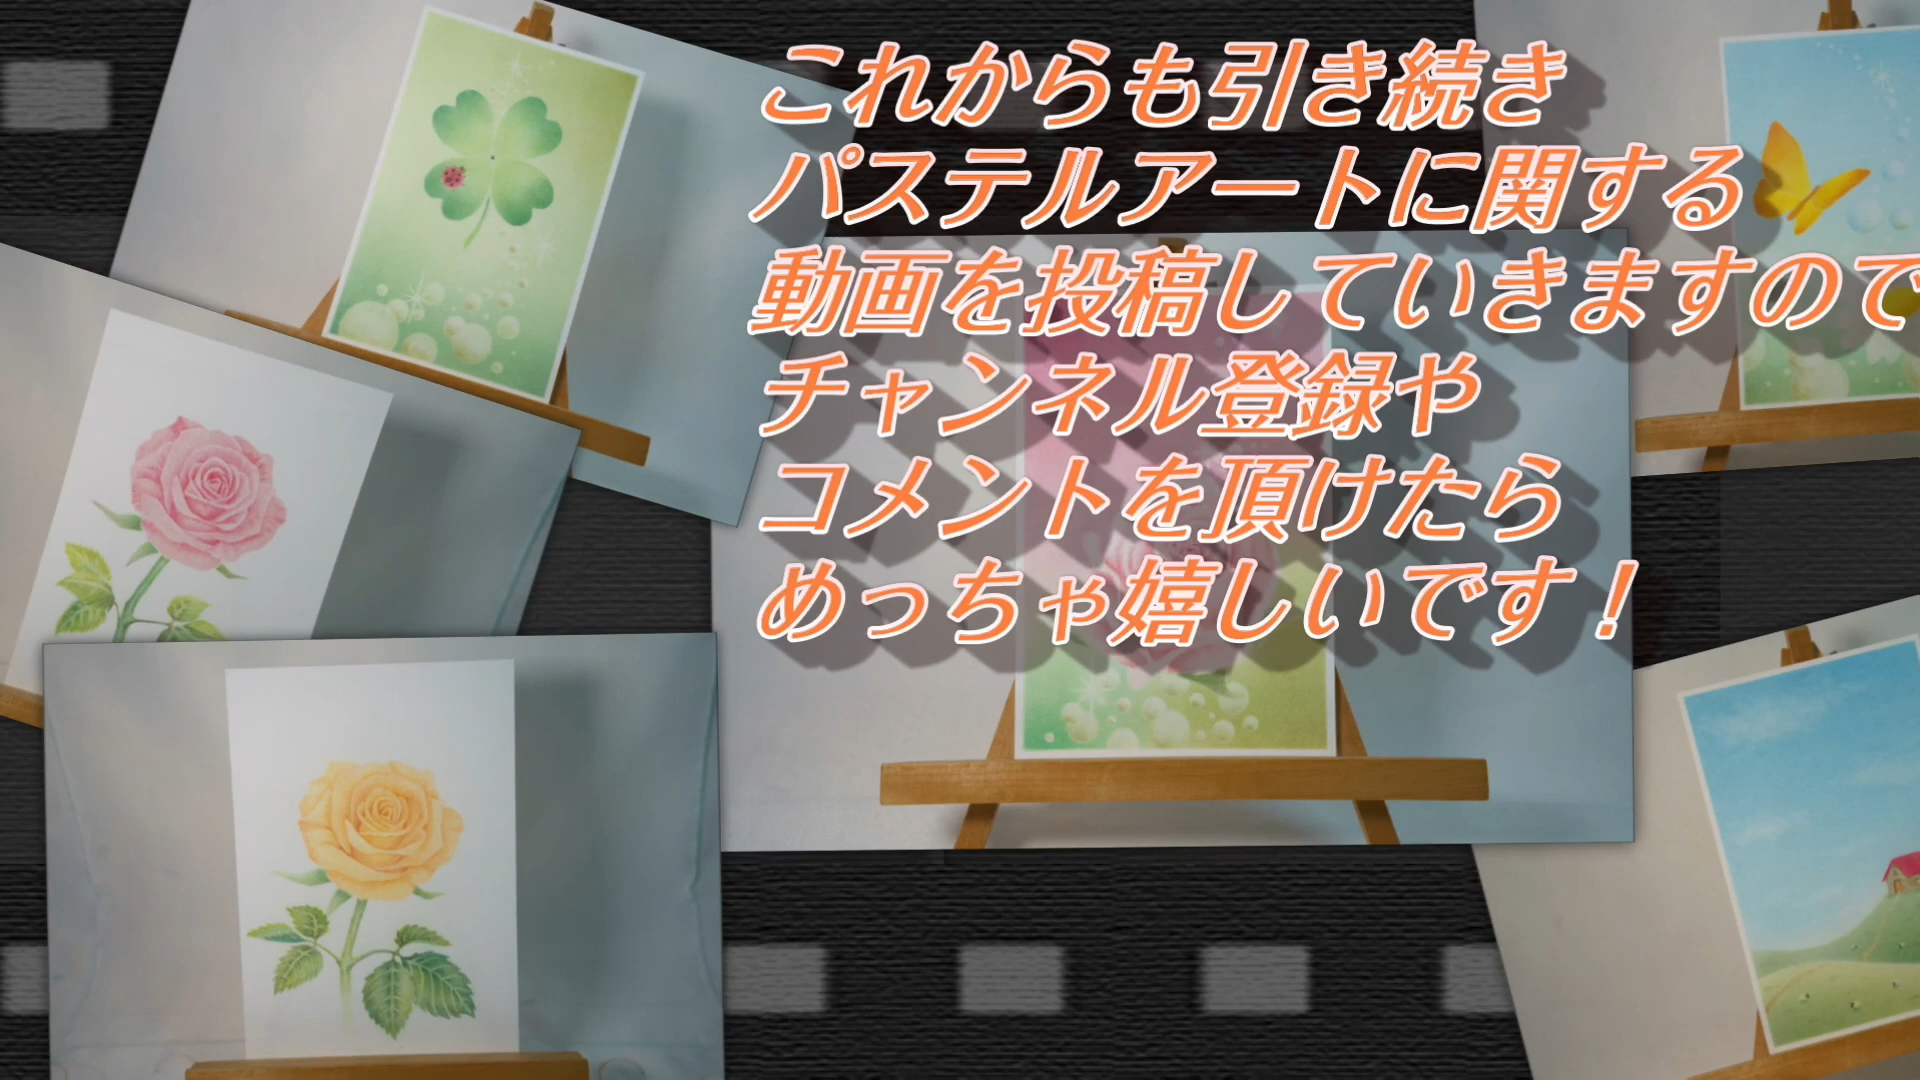 これからも引き続き
パステルアートに関する
動画を投稿していきますので
チャンネル登録や
コメントを頂けたら
めっちゃ嬉しいです！